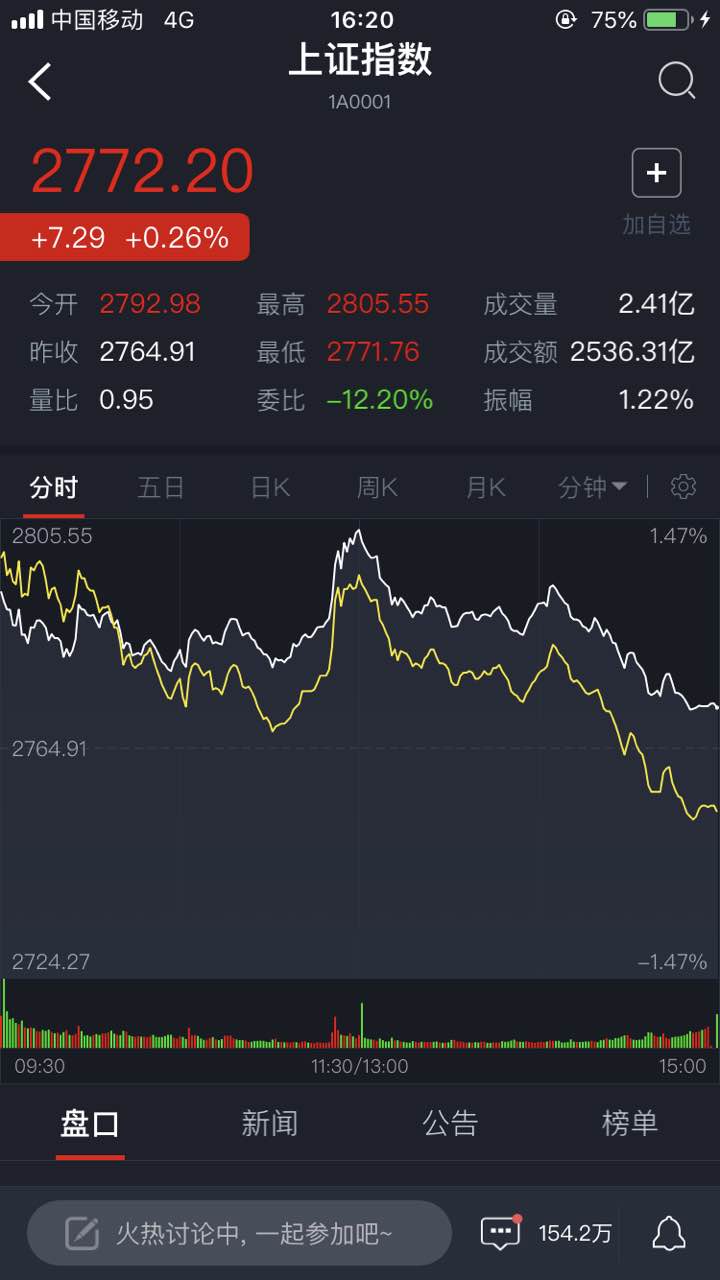 中国移动 4G 16:20 75%
上证指数
1A0001
2772.20
+7.29 +0.26%
加自选
今开 2792.98 最高 2805.55 成交量 2.41亿
昨收 2764.91 最低 2771.76 成交额 2536.31亿
量比 0.95 委比 -12.20% 振幅 1.22%
分时 五日 日K 周K 月K 分钟
2805.55 1.47%
2764.91
2724.27 -1.47%
09:30 11:30/13:00 15:00
盘口 新闻 公告 榜单
火热讨论中, 一起参加吧~ 154.2万